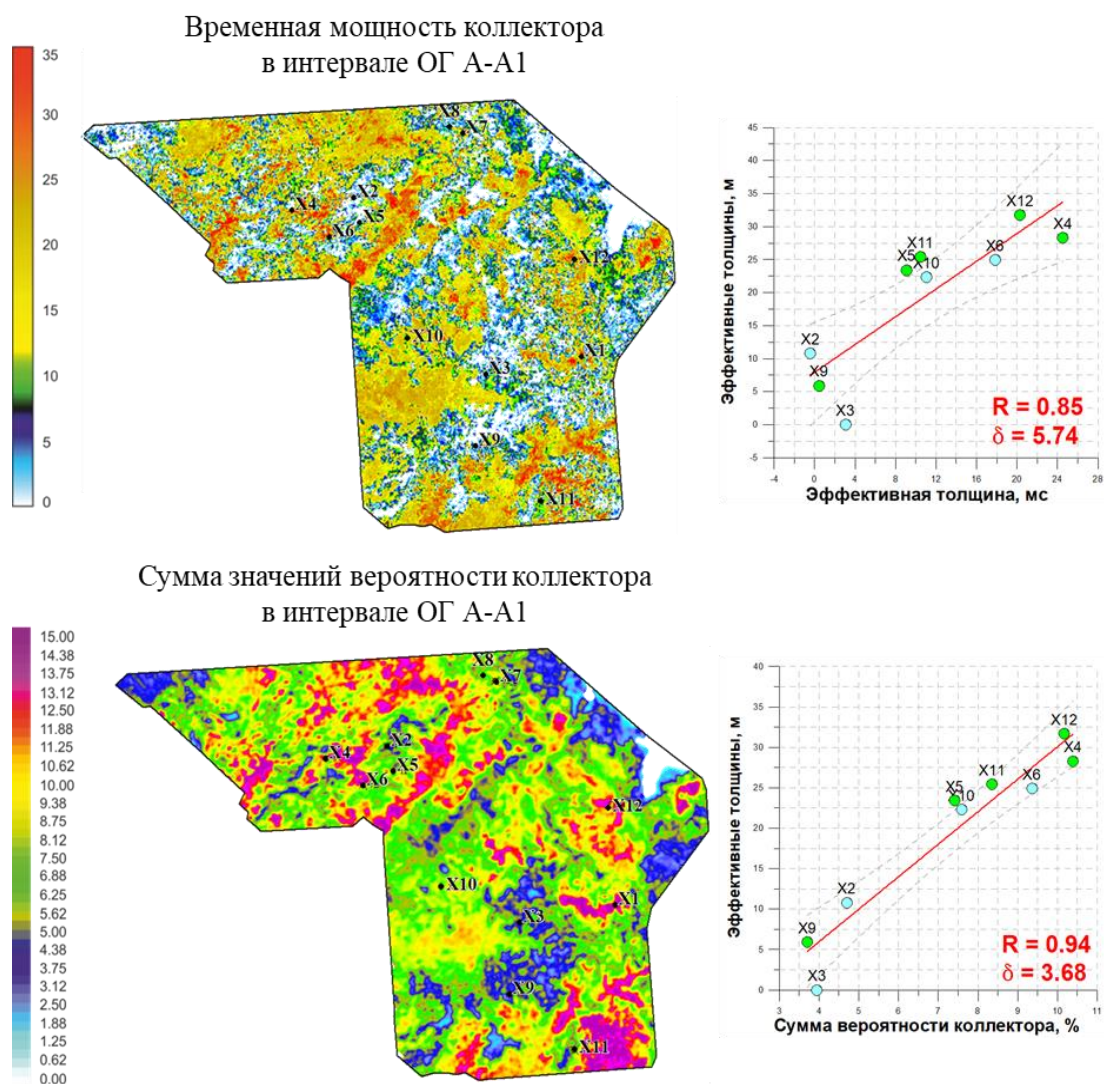 Временная мощность коллектора
в интервале ОГ А-А1
35
30
25
20
15
10
5
0
X8
X7
X2
X4
X5
X6
X12
X10
X1
X3
X9
X11
Эффективные толщины, м
45
40
35
30
25
20
15
10
5
0
-5
X12
X4
X11
X5
X10
X6
X2
X9
X3
R = 0.85
δ = 5.74
-4 0 4 8 12 16 20 24 28
Эффективная толщина, мс
Сумма значений вероятности коллектора
в интервале ОГ А-А1
15.00
14.38
13.75
13.12
12.50
11.88
11.25
10.62
10.00
9.38
8.75
8.12
7.50
6.88
6.25
5.62
5.00
4.38
3.75
3.12
2.50
1.88
1.25
0.62
0.00
X8
X7
X2
X4
X5
X6
X12
X10
X1
X3
X9
X11
Эффективные толщины, м
40
35
30
25
20
15
10
5
0
X12
X4
X11
X6
X5
10
X2
X9
X3
R = 0.94
δ = 3.68
3 4 5 6 7 8 9 10 11
Сумма вероятности коллектора, %